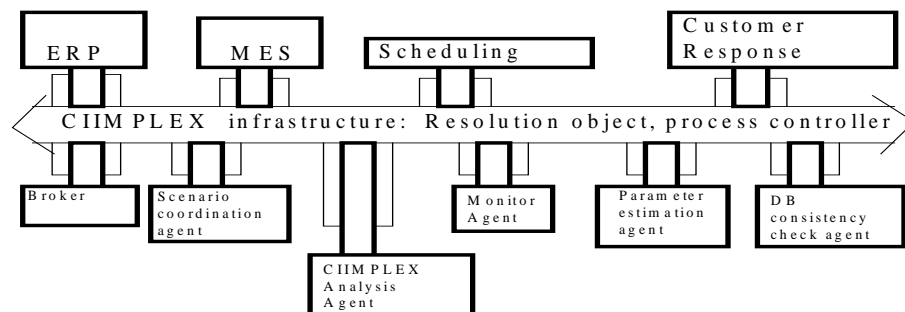 ERP
MES
Scheduling
Customer
Response
CIIMPLEX infrastructure: Resolution object, process controller
Broker
Scenario
coordination
agent
CIIMPLEX
Analysis
Agent
Monitor
Agent
Parameter
estimation
agent
DB
consistency
check agent